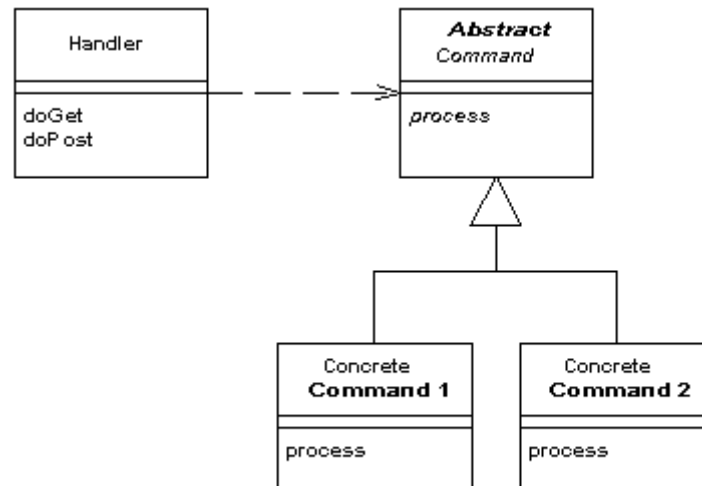 Handler
doGet
doPost
Abstract
Command
process
Concrete
Command 1
process
Concrete
Command 2
process